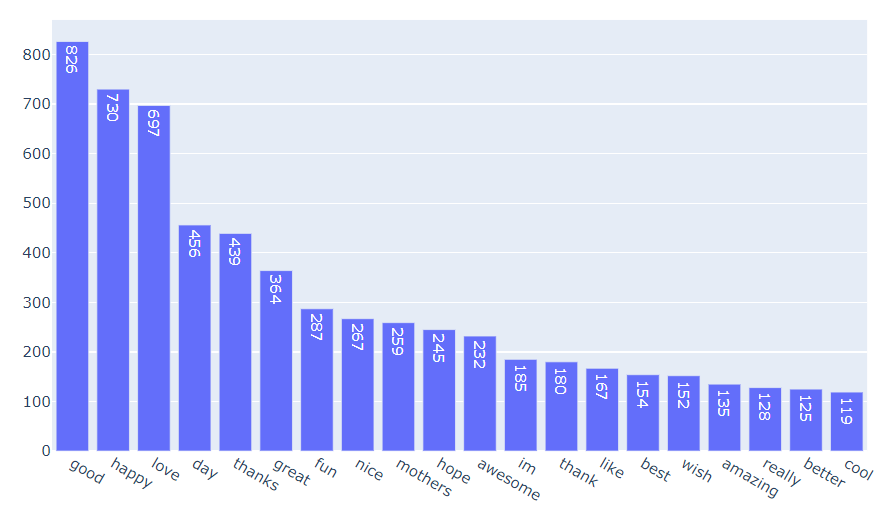 800
700
600
500
400
300
200
100
0
826
730
697
456
439
364
287
267
259
245
232
185
180
167
154
152
135
128
125
119
good
happy
love
day
thanks
great
fun
nice
mothers
hope
awesome
im
thank
like
best
wish
amazing
really
better
cool